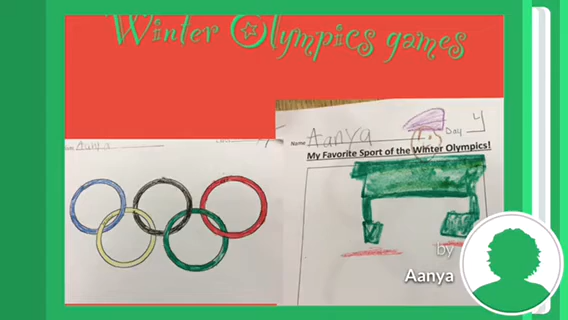 Winter Olympics games
Aanya
Name Aanya Day 4
My Favorite Sport of the Winter Olympics!
by
Aanya